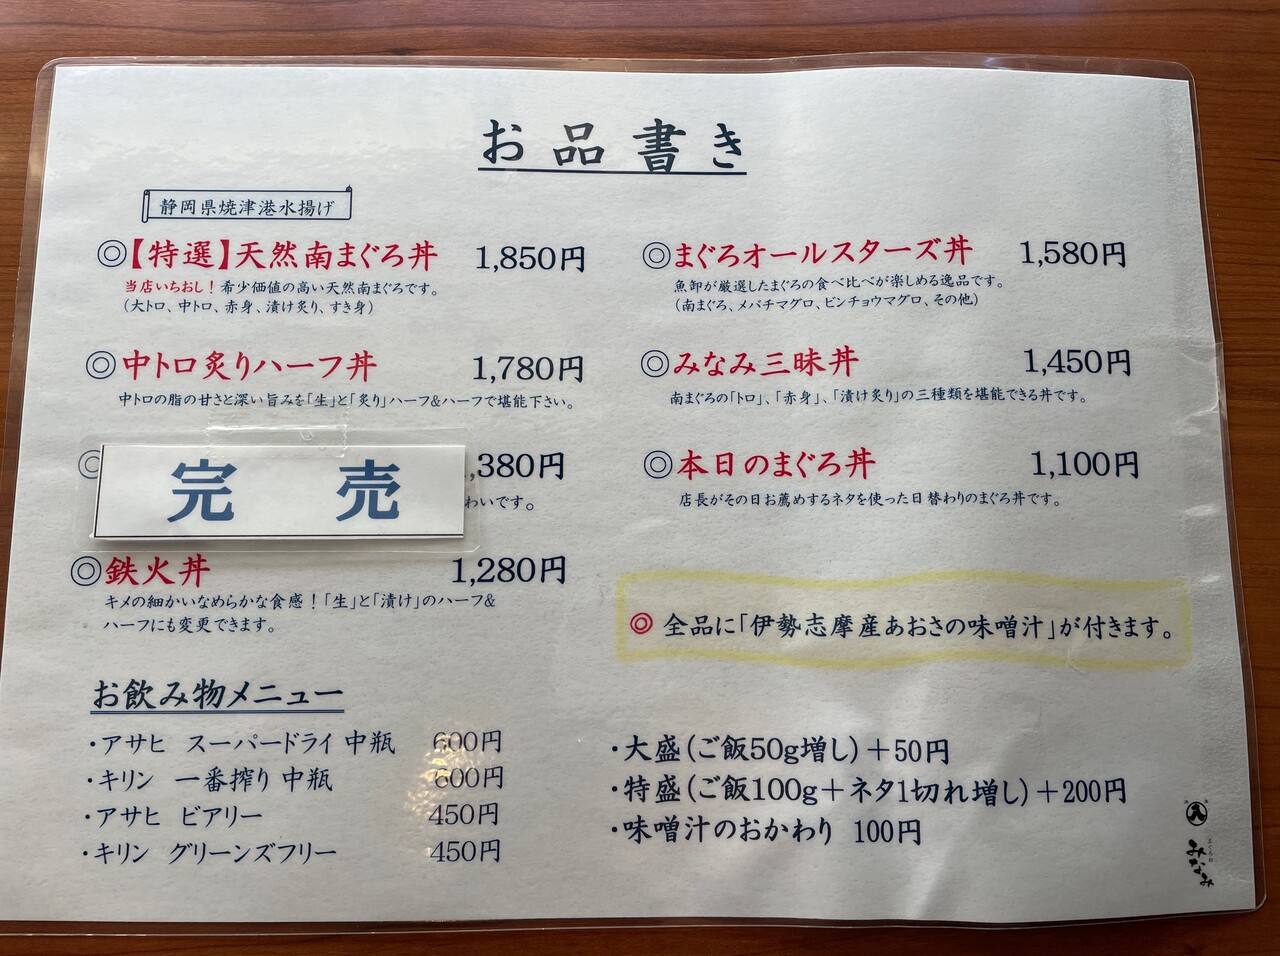 お品書き
静岡県焼津港水揚げ
◎【特選】天然南まぐろ丼 1,850円
当店いちおし！希少価値の高い天然南まぐろです。
（大トロ、中トロ、赤身、漬け炙り、すき身）
◎中トロ炙りハーフ丼 1,780円
中トロの脂の甘さと深い旨みを「生」と「炙り」ハーフ&ハーフで堪能下さい。
完売
,380円
わいです。
◎鉄火丼 1,280円
キメの細かいなめらかな食感！「生」と「漬け」のハーフ&
ハーフにも変更できます。
◎まぐろオールスターズ丼 1,580円
魚卸が厳選したまぐろの食べ比べが楽しめる逸品です。
（南まぐろ、メバチマグロ、ビンチョウマグロ、その他）
◎みなみ三昧丼 1,450円
南まぐろの「トロ」、「赤身」、「漬け炙り」の三種類を堪能できる丼です。
◎本日のまぐろ丼 1,100円
店長がその日お薦めするネタを使った日替わりのまぐろ丼です。
◎全品に「伊勢志摩産あおさの味噌汁」が付きます。
お飲み物メニュー
・アサヒ スーパードライ 中瓶 600円
・キリン 一番搾り 中瓶 600円
・アサヒ ビアリー 450円
・キリン グリーンズフリー 450円
・大盛（ご飯50g増し）＋50円
・特盛（ご飯100g＋ネタ1切れ増し）＋200円
・味噌汁のおかわり 100円
みなみ